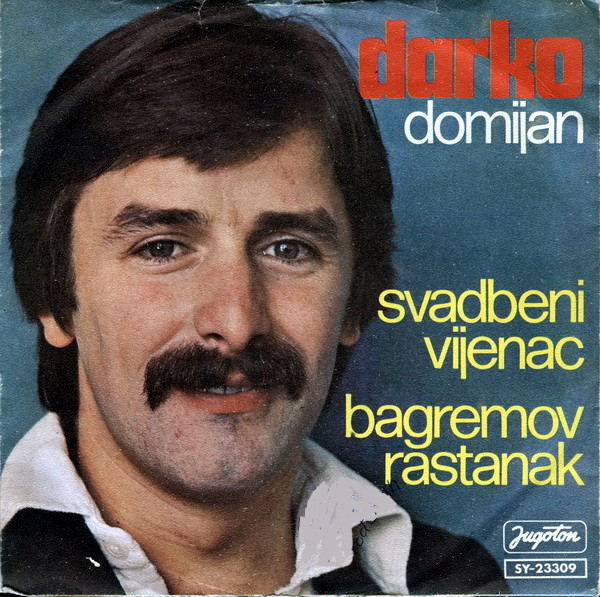 darko
domijan
svadbeni
vijenac
bagremov
rastanak
Jugoton
SY-23309